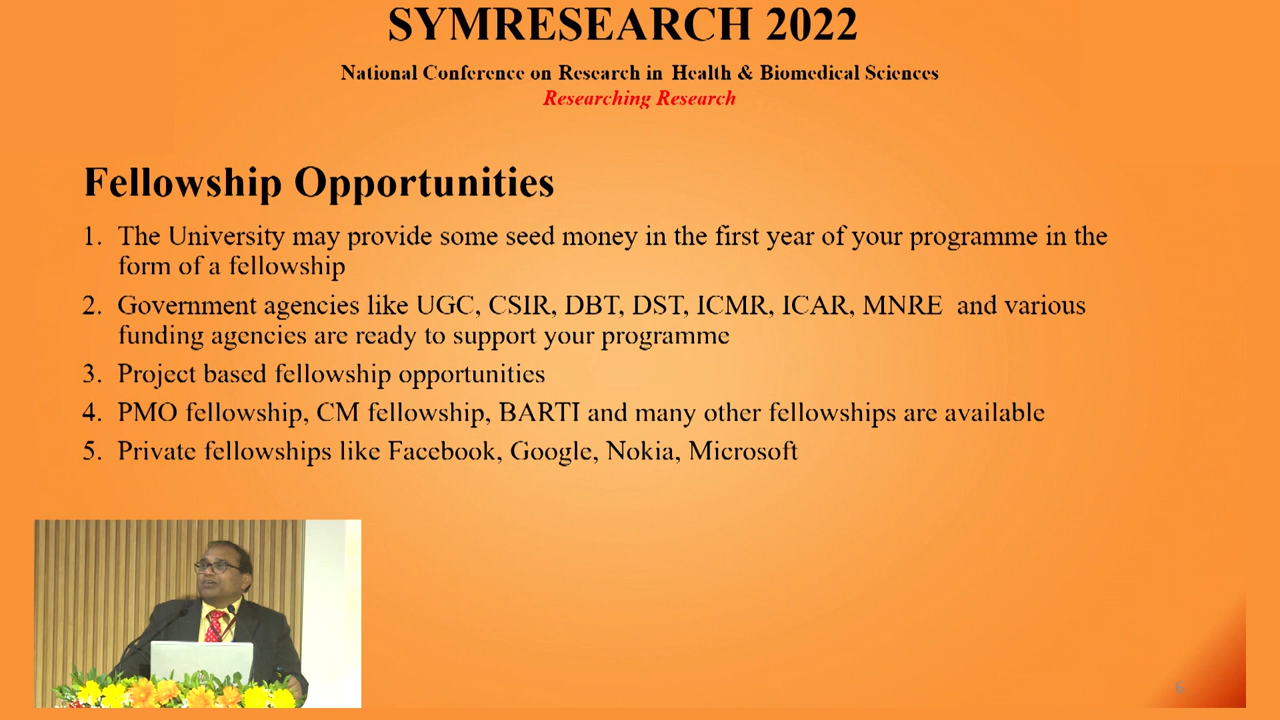 SYMRESEARCH 2022
National Conference on Research in Health & Biomedical Sciences
Researching Research
Fellowship Opportunities
1. The University may provide some seed money in the first year of your programme in the
form of a fellowship
2. Government agencies like UGC, CSIR, DBT, DST, ICMR, ICAR, MNRE and various
funding agencies are ready to support your programme
3. Project based fellowship opportunities
4. PMO fellowship, CM fellowship, BARTI and many other fellowships are available
5. Private fellowships like Facebook, Google, Nokia, Microsoft
6